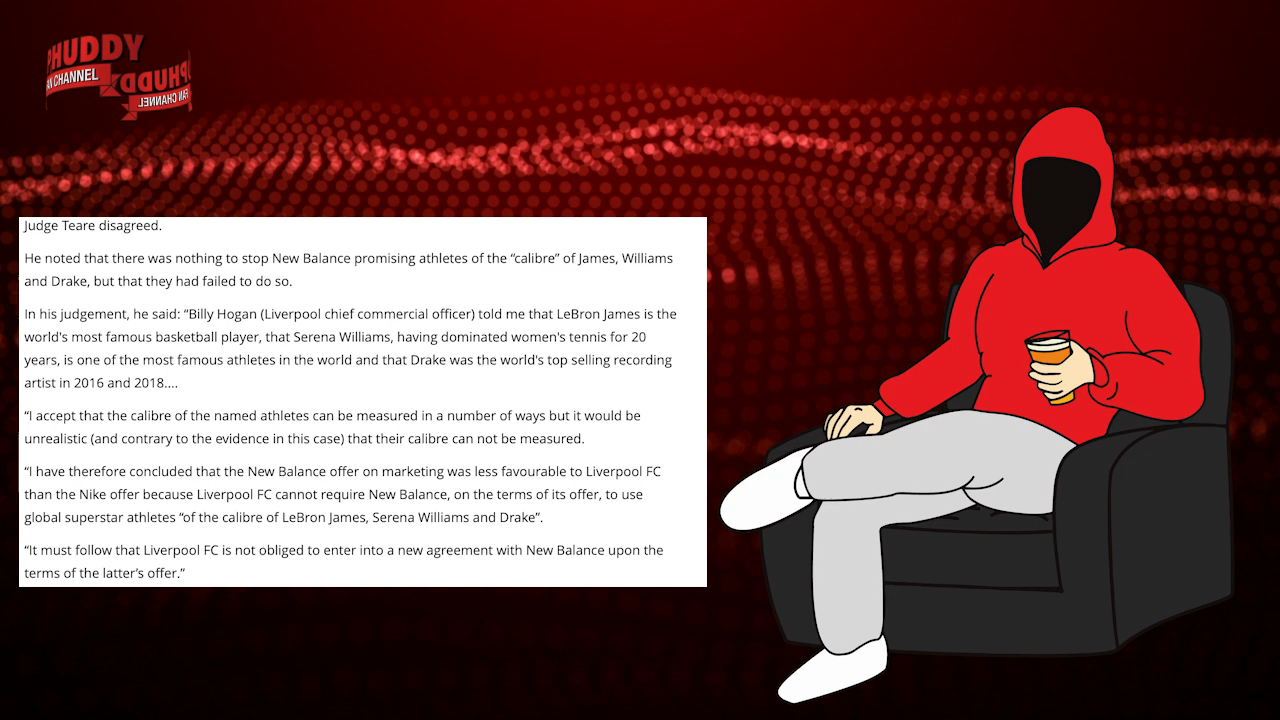 PHUDDY
AN CHANNEL
PHUDD
FAN CHANNEL
Judge Teare disagreed.
He noted that there was nothing to stop New Balance promising athletes of the “calibre” of James, Williams
and Drake, but that they had failed to do so.
In his judgement, he said: “Billy Hogan (Liverpool chief commercial officer) told me that LeBron James is the
world's most famous basketball player, that Serena Williams, having dominated women's tennis for 20
years, is one of the most famous athletes in the world and that Drake was the world's top selling recording
artist in 2016 and 2018....
“I accept that the calibre of the named athletes can be measured in a number of ways but it would be
unrealistic (and contrary to the evidence in this case) that their calibre can not be measured.
“I have therefore concluded that the New Balance offer on marketing was less favourable to Liverpool FC
than the Nike offer because Liverpool FC cannot require New Balance, on the terms of its offer, to use
global superstar athletes “of the calibre of LeBron James, Serena Williams and Drake”.
“It must follow that Liverpool FC is not obliged to enter into a new agreement with New Balance upon the
terms of the latter’s offer.”